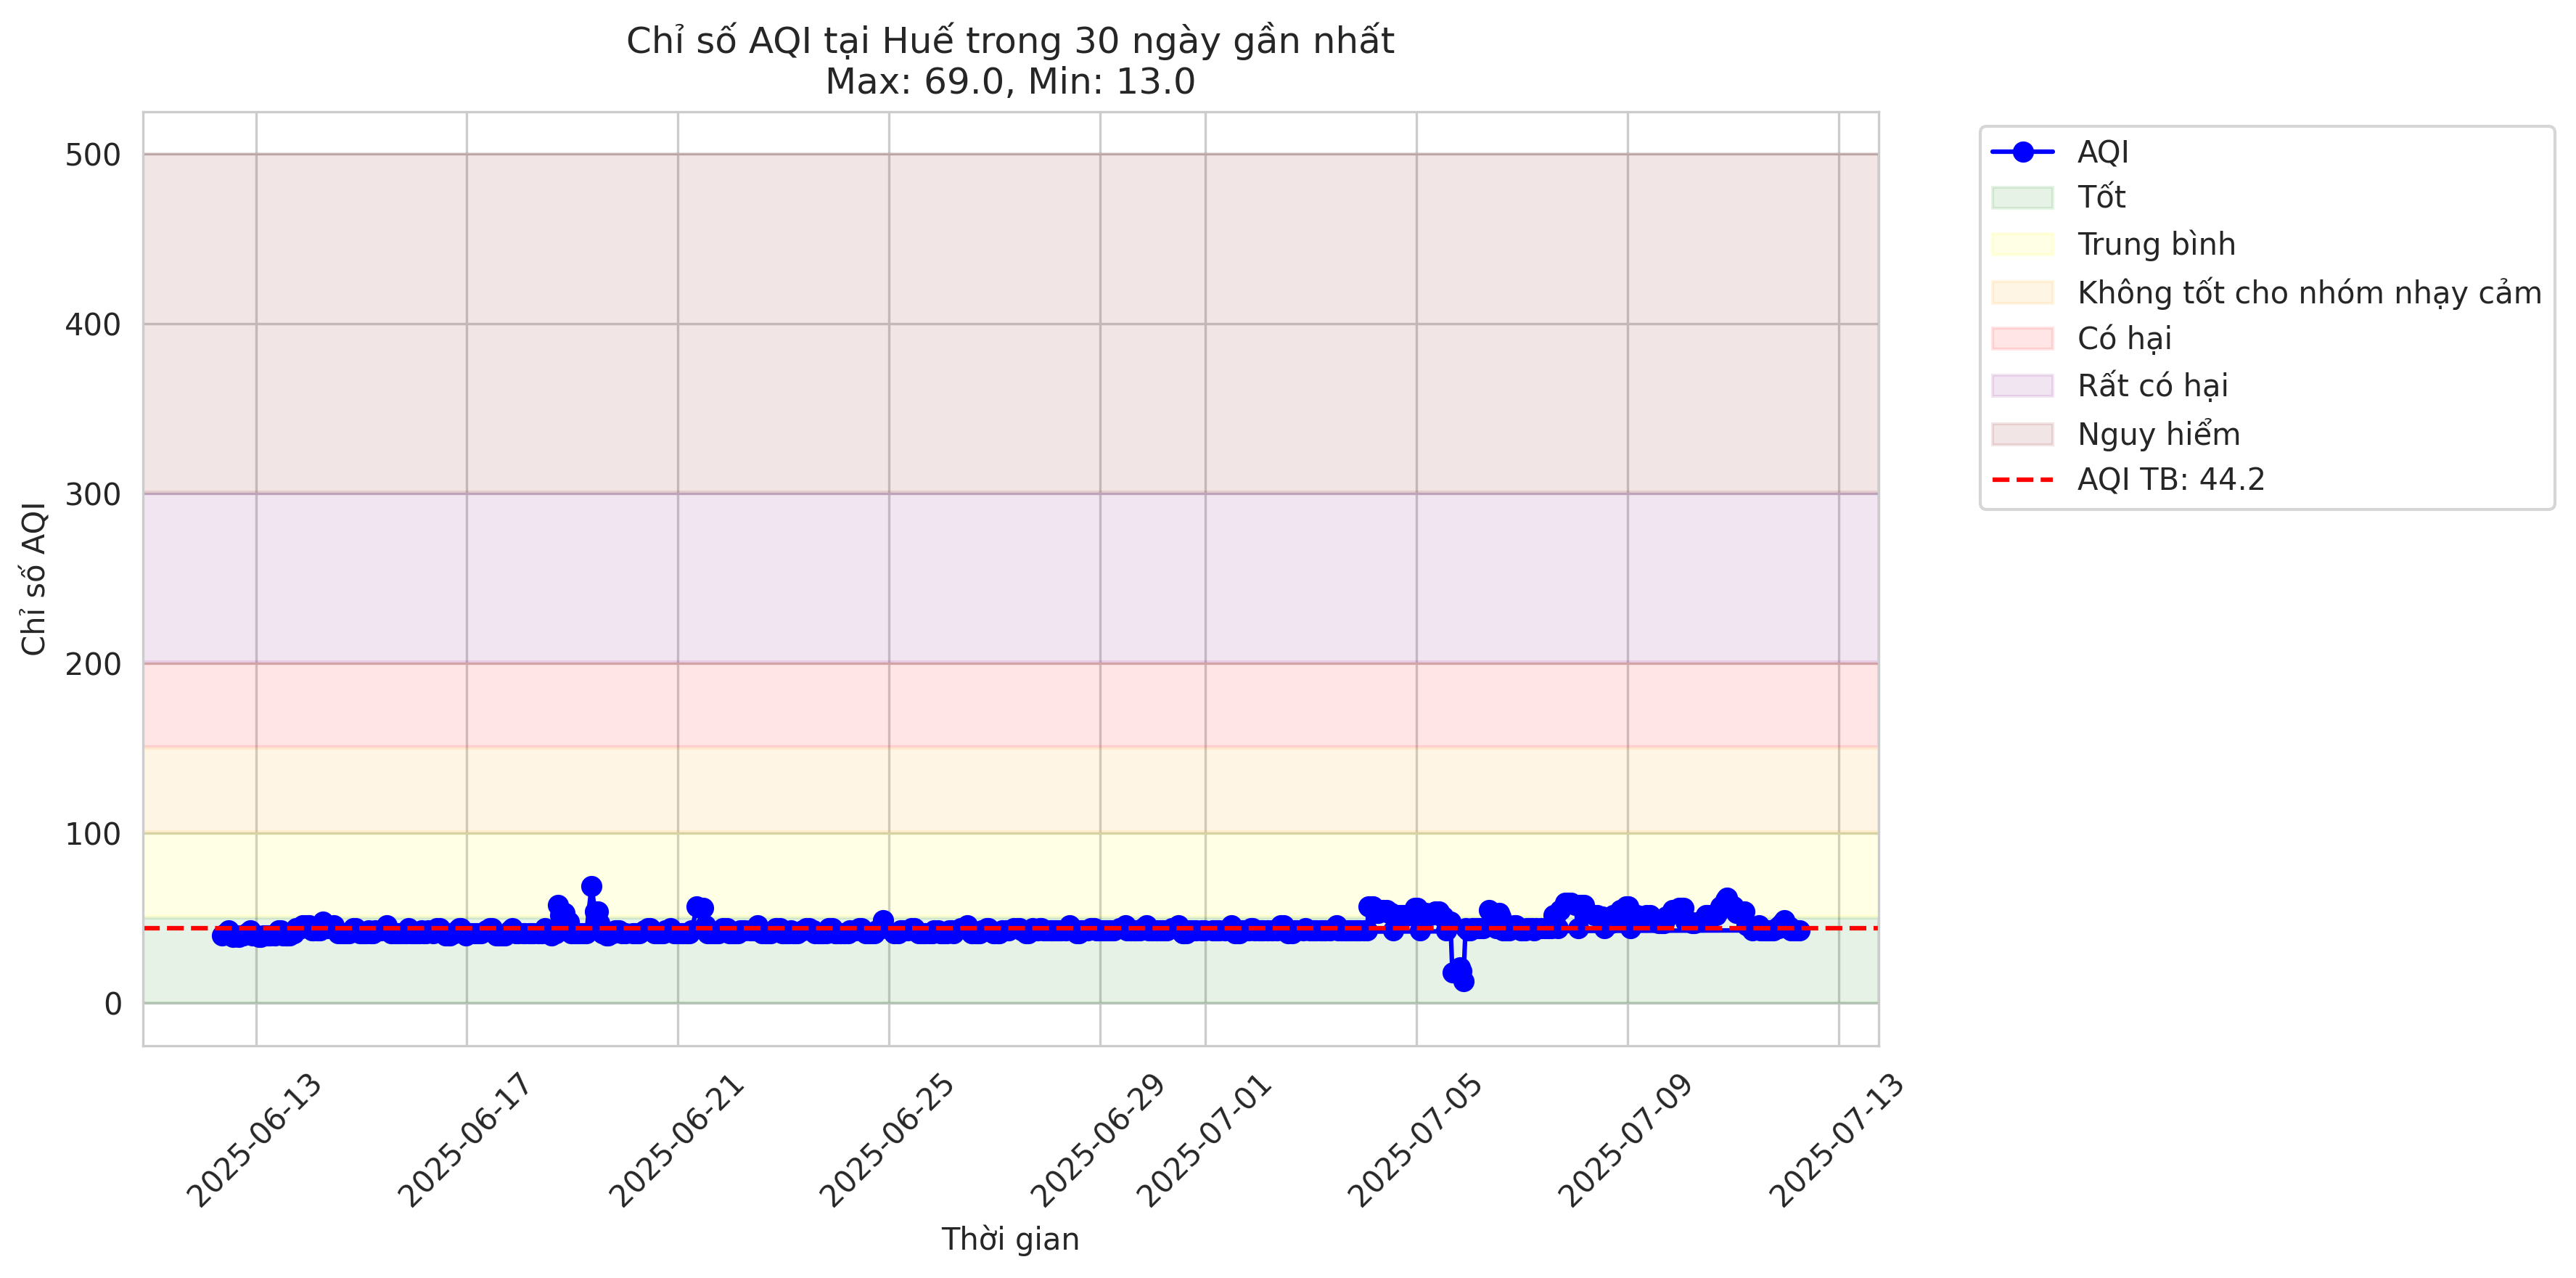 Chỉ số AQI tại Huế trong 30 ngày gần nhất
Max: 69.0, Min: 13.0
Chỉ số AQI
500
400
300
200
100
0
2025-06-13
2025-06-17
2025-06-21
2025-06-25
2025-06-29
2025-07-01
2025-07-05
2025-07-09
2025-07-13
Thời gian
AQI
Tốt
Trung bình
Không tốt cho nhóm nhạy cảm
Có hại
Rất có hại
Nguy hiểm
AQI TB: 44.2